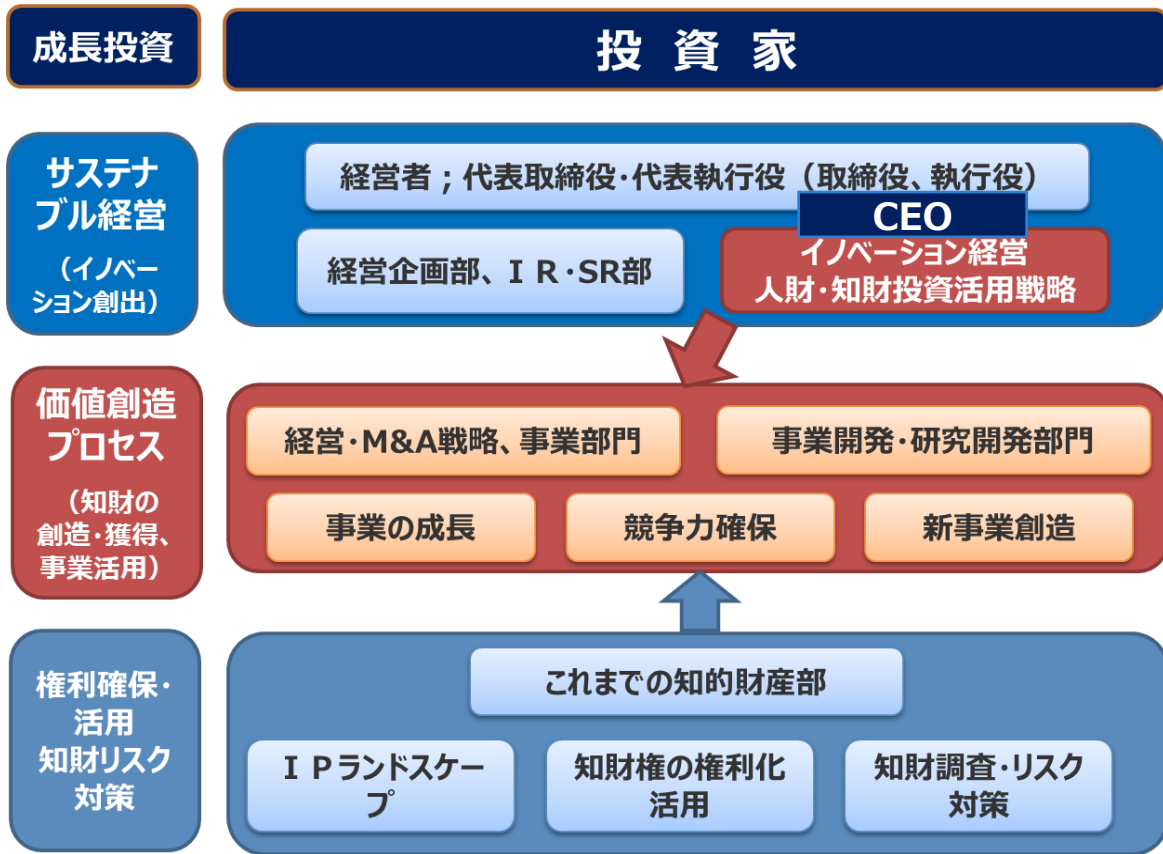 成長投資
投 資 家
サステナ
ブル経営
（イノベー
ション創出）
経営者；代表取締役・代表執行役（取締役、執行役）
CEO
経営企画部、ＩＲ・SR部
イノベーション経営
人財・知財投資活用戦略
価値創造
プロセス
（知財の
創造・獲得、
事業活用）
経営・M&A戦略、事業部門
事業開発・研究開発部門
事業の成長
競争力確保
新事業創造
権利確保・
活用
知財リスク
対策
これまでの知的財産部
ＩＰランドスケー
プ
知財権の権利化
活用
知財調査・リスク
対策